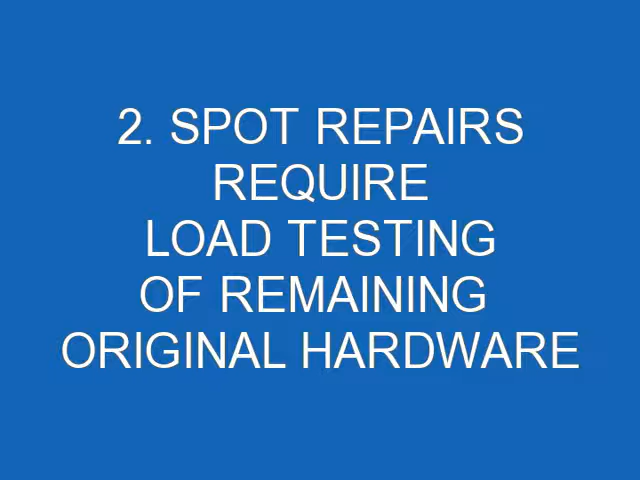 2. SPOT REPAIRS
REQUIRE
LOAD TESTING
OF REMAINING
ORIGINAL HARDWARE